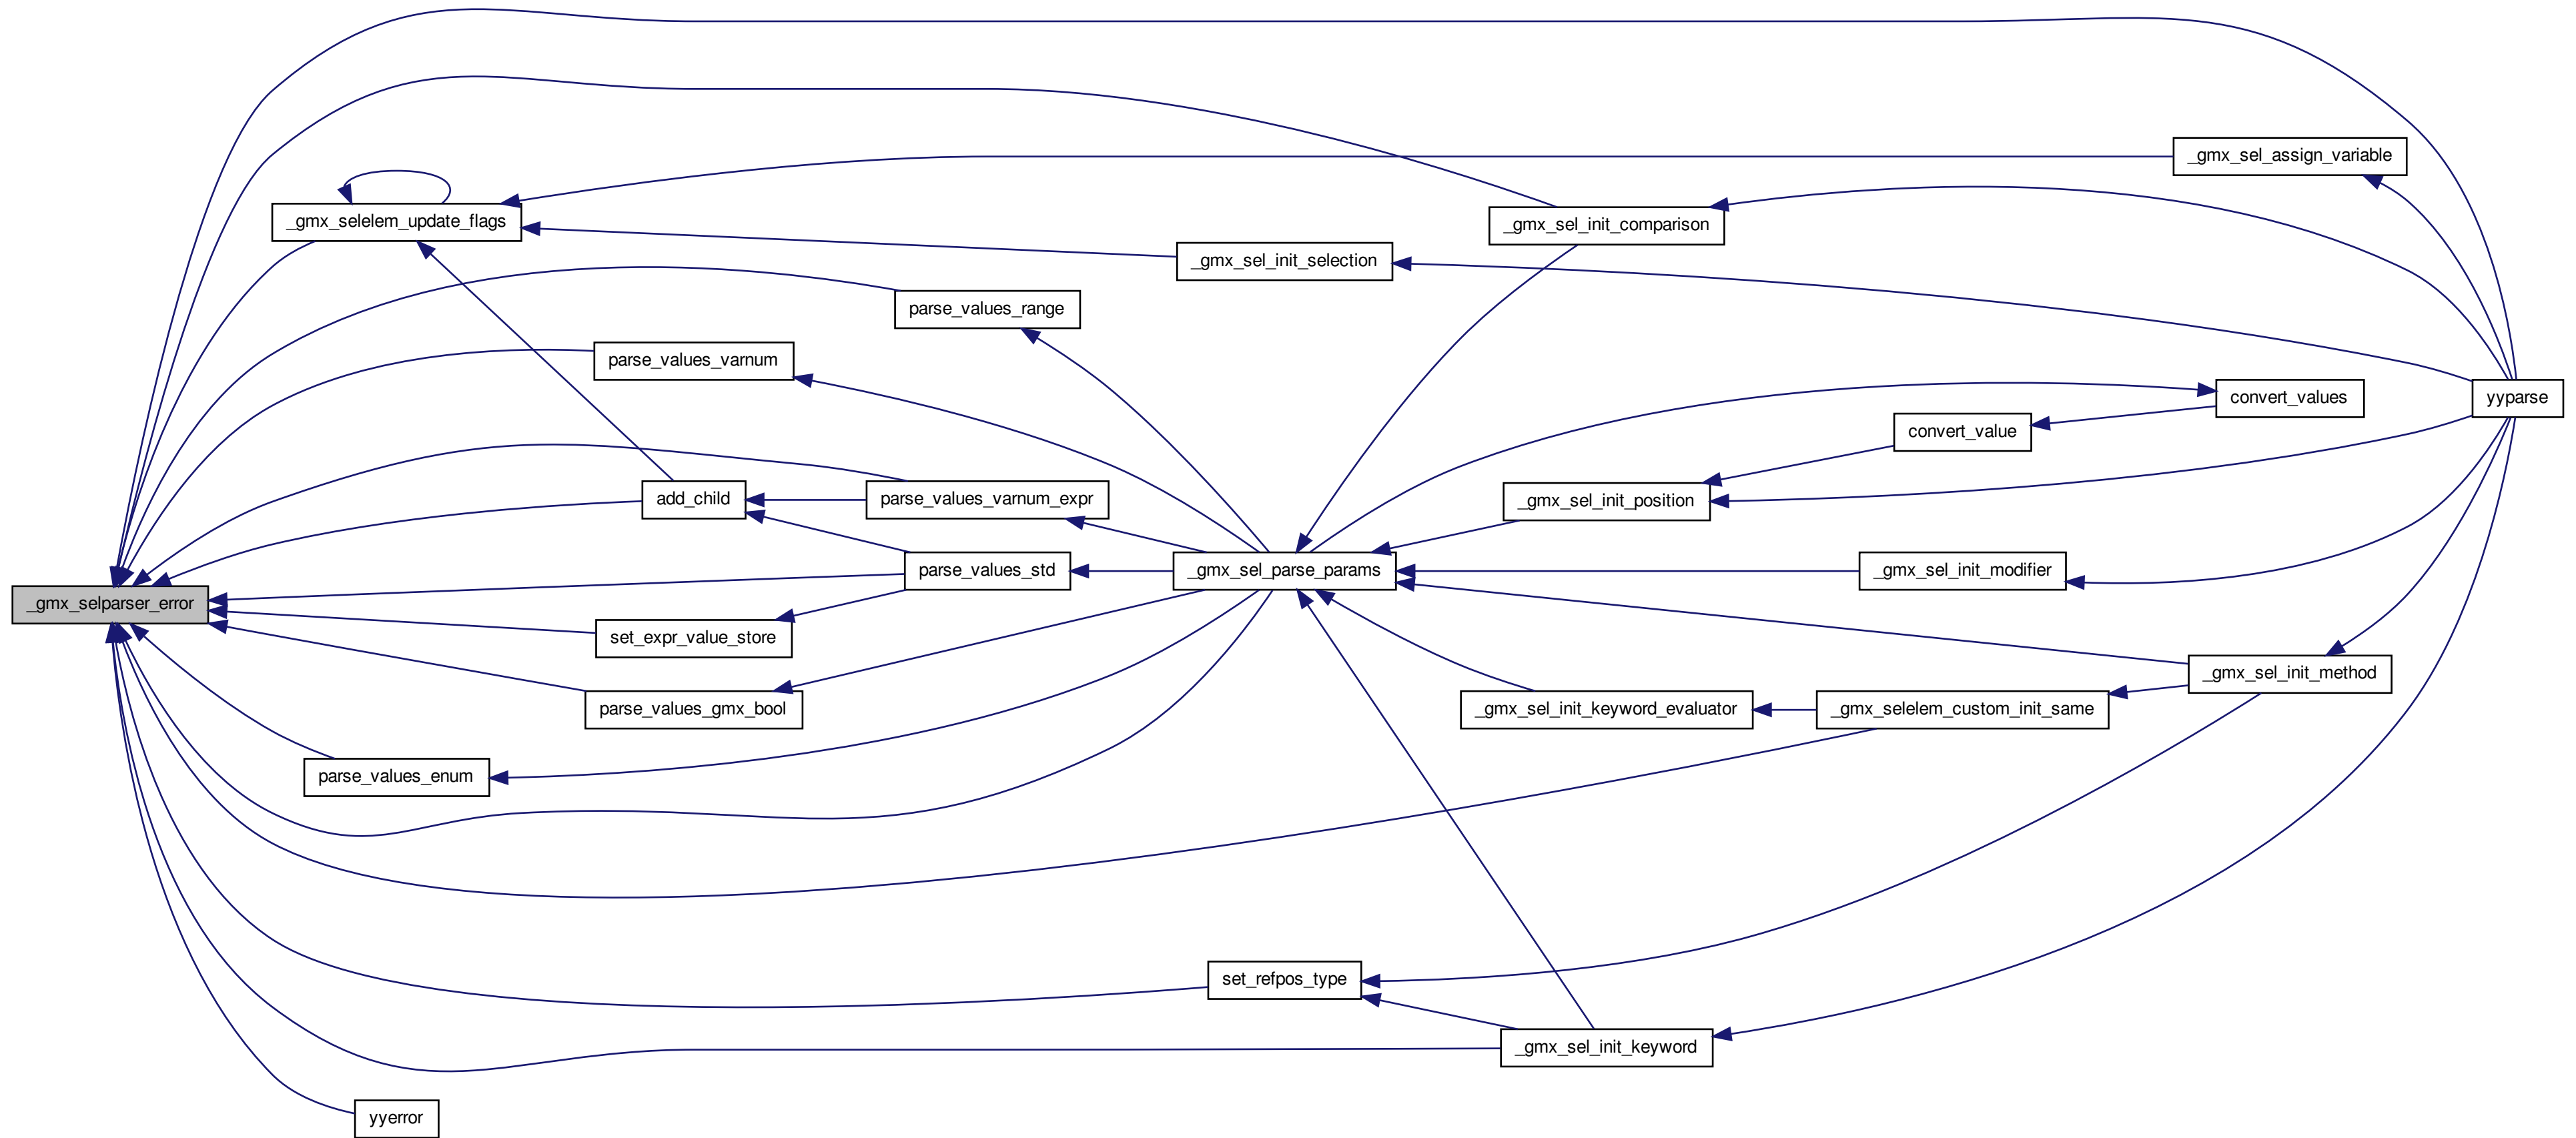 _gmx_sel_assign_variable
_gmx_selelem_update_flags
_gmx_sel_init_comparison
_gmx_sel_init_selection
parse_values_range
parse_values_varnum
convert_values
yyparse
convert_value
add_child
parse_values_varnum_expr
_gmx_sel_init_position
parse_values_std
_gmx_sel_parse_params
_gmx_sel_init_modifier
_gmx_selparser_error
set_expr_value_store
_gmx_sel_init_method
parse_values_gmx_bool
_gmx_sel_init_keyword_evaluator
_gmx_selelem_custom_init_same
parse_values_enum
set_refpos_type
_gmx_sel_init_keyword
yyerror